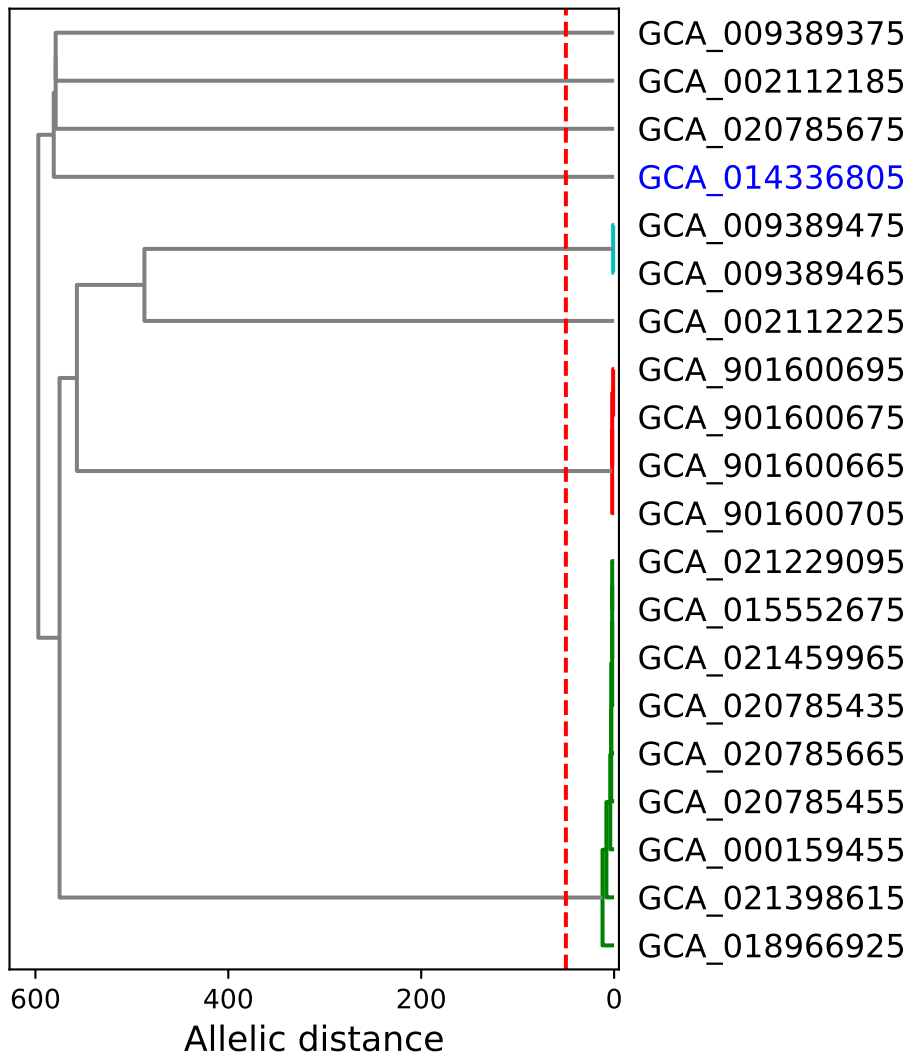 GCA_009389375
GCA_002112185
GCA_020785675
GCA_014336805
GCA_009389475
GCA_009389465
GCA_002112225
GCA_901600695
GCA_901600675
GCA_901600665
GCA_901600705
GCA_021229095
GCA_015552675
GCA_021459965
GCA_020785435
GCA_020785665
GCA_020785455
GCA_000159455
GCA_021398615
GCA_018966925
600 400 200 0
Allelic distance